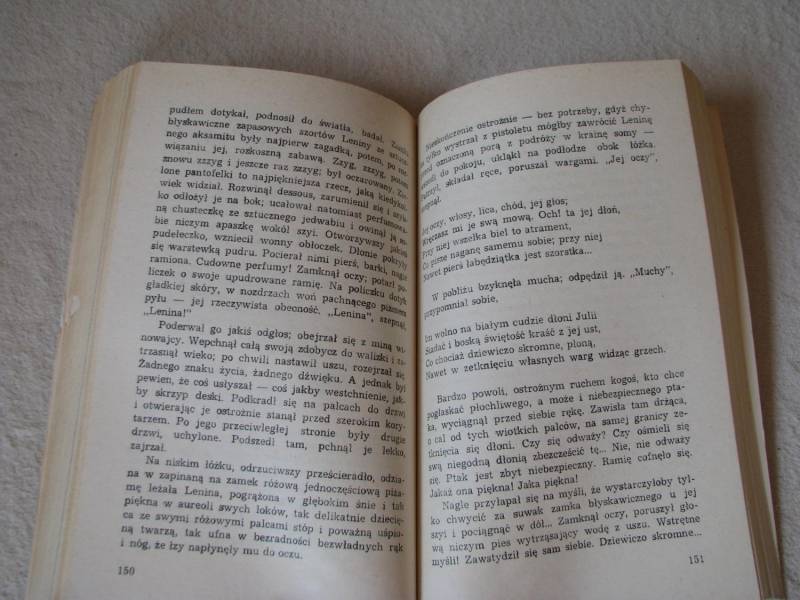 pudłem dotykał, podnosił do światła, badał.
błyskawiczne zapasowych szortów Leniny ze sztucz-
nego aksamitu były najpierw zagadką, potem, po roz-
wiązaniu jej, rozkoszną zabawą. Zzyg, zzyzg, potem
znowu zzzyg i jeszcze raz zzzyg; był oczarowany. Zie-
lone pantofelki to najpiękniejsza rzecz, jaką kiedykol-
wiek widział. Rozwinął dessous, zarumienił się i szyb-
ko odłożył je na bok; ucałował natomiast perfumowa-
ną chusteczkę ze sztucznego jedwabiu i owinął ją na
bie niczym apaszkę wokół szyi. Otworzywszy jakieś
pudełeczko, wzniecił wonny obłoczek. Dłonie pokryły
się warstewką pudru. Pocierał nimi pierś, barki, nagie
ramiona. Cudowne perfumy! Zamknął oczy; potarł po-
liczek o swoje upudrowane ramię. Na policzku dotyk
gładkiej skóry, w nozdrzach woń pachnącego piżmem
pyłu — jej rzeczywista obecność. „Lenina", szepnął,
„Lenina!"
Poderwał go jakiś odgłos; obejrzał się z miną wi-
nowajcy. Wepchnął całą swoją zdobycz do walizki i za-
trzasnął wieko; po chwili nastawił uszu, rozejrzał się.
Żadnego znaku życia, żadnego dźwięku. A jednak był
pewien, że coś usłyszał — coś jakby westchnienie, jak-
by skrzyp deski. Podkradł się na palcach do drzwi
i otwierając je ostrożnie stanął przed szerokim kory-
tarzem. Po jego przeciwległej stronie były drugie
drzwi, uchylone. Podszedł tam, pchnął je lekko,
zajrzał.
Na niskim łóżku, odrzuciwszy prześcieradło, odzia-
na w zapinaną na zamek różową jednoczęściową piża-
mę leżała Lenina, pogrążona w głębokim śnie i tak
piękna w aureoli swych loków, tak delikatnie dziecię-
ca ze swymi różowymi palcami stóp i poważną uśpio-
ną twarzą, tak ufna w bezradności bezwładnych rąk
i nóg, że łzy napłynęły mu do oczu.
150
Nieskończenie ostrożnie — bez potrzeby, gdyż chy-
ba tylko wystrzał z pistoletu mógłby zawrócić Leninę
przed oznaczoną porą z podróży w krainę somy —
wszedł do pokoju, ukląkł na podłodze obok łóżka.
Patrzył, składał ręce, poruszał wargami. „Jej oczy",
szepnął.
Jej oczy, włosy, lica, chód, jej głos;
Wręczasz mi je swą mową. Och! ta jej dłoń,
Przy niej wszelka biel to atrament,
Co pisze naganę samemu sobie; przy niej
Nawet pierś łabędziątka jest szorstka...
W pobliżu bzyknęła mucha; odpędził ją. „Muchy",
przypomniał sobie,
Im wolno na białym cudzie dłoni Julii
Siadać i boską świętość kraść z jej ust,
Co chociaż dziewiczo skromne, płoną,
Nawet w zetknięciu własnych warg widząc grzech.
Bardzo powoli, ostrożnym ruchem kogoś, kto chce
pogłaskać płochliwego, a może i niebezpiecznego pta-
ka, wyciągnął przed siebie rękę. Zawisła tam drżąca,
o cal od tych wiotkich palców, na samej granicy ze-
tknięcia się dłoni. Czy się odważy? Czy ośmieli się
swą niegodną dłonią zbezcześcić tę... Nie, nie odważy
się. Ptak jest zbyt niebezpieczny. Ramię cofnęło się.
Jakaż ona piękna! Jaka piękna!
Nagle przyłapał się na myśli, że wystarczyłoby tyl-
ko chwycić za suwak zamka błyskawicznego u jej
szyi i pociągnąć w dół... Zamknął oczy, poruszył gło-
wą niczym pies wytrząsający wodę z uszu. Wstrętne
myśli! Zawstydził się sam siebie. Dziewiczo skromne...
151